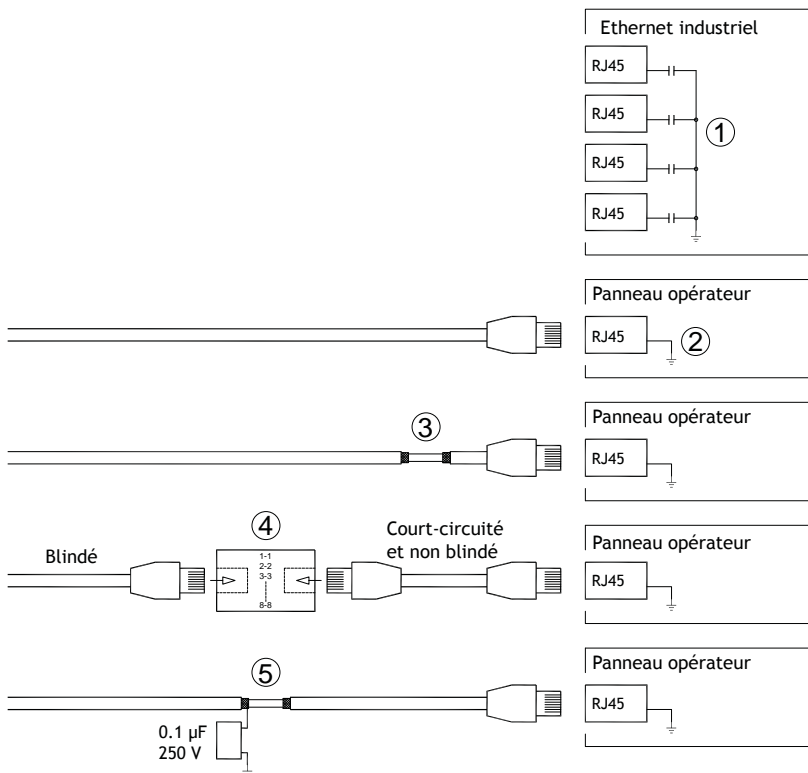 Ethernet industriel
RJ45
RJ45
1
RJ45
RJ45
Panneau opérateur
RJ45
2
Panneau opérateur
3
RJ45
Panneau opérateur
4
Court-circuité
et non blindé
Blindé
1-1
2-2
3-3
8-8
RJ45
Panneau opérateur
5
RJ45
0.1 µF
250 V